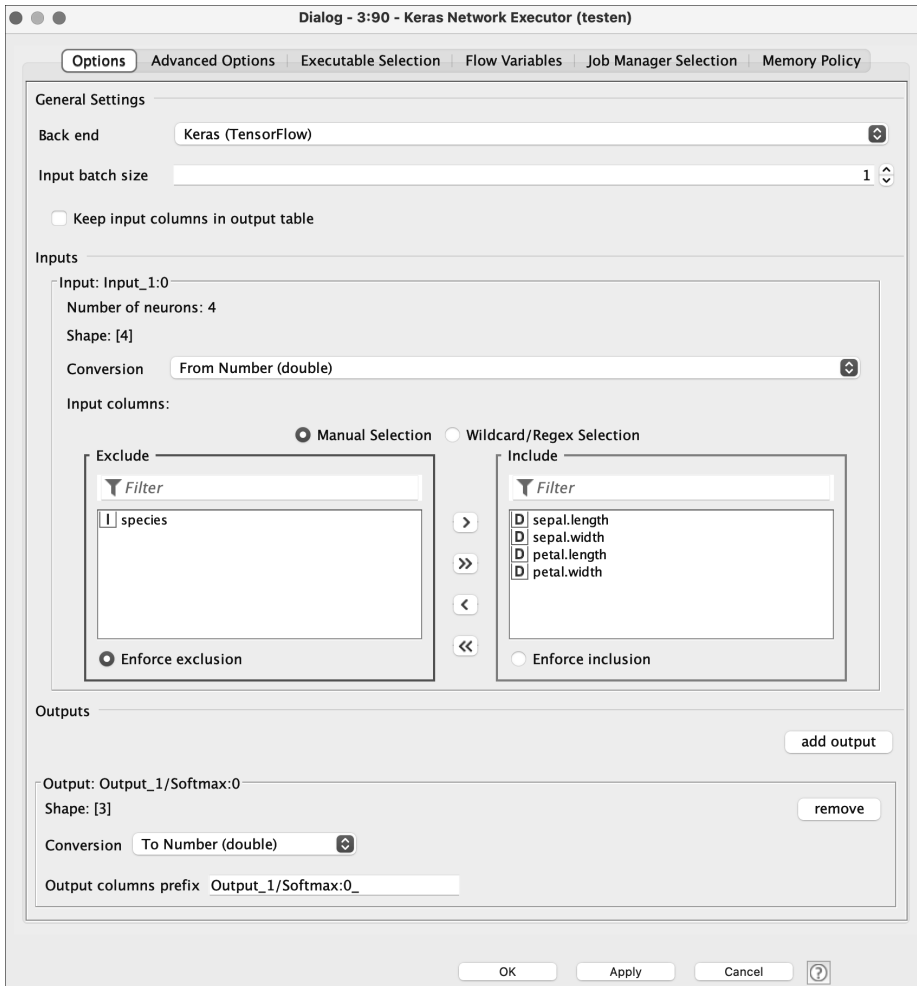 Dialog - 3:90 - Keras Network Executor (testen)
Options Advanced Options Executable Selection Flow Variables Job Manager Selection Memory Policy
General Settings
Back end Keras (TensorFlow)
Input batch size 1
Keep input columns in output table
Inputs
Input: Input_1:0
Number of neurons: 4
Shape: [4]
Conversion From Number (double)
Input columns:
Manual Selection Wildcard/Regex Selection
Exclude
Filter
I species
Enforce exclusion
Include
Filter
D sepal.length
D sepal.width
D petal.length
D petal.width
Enforce inclusion
Outputs
add output
Output: Output_1/Softmax:0
Shape: [3] remove
Conversion To Number (double)
Output columns prefix Output_1/Softmax:0_
OK Apply Cancel ?